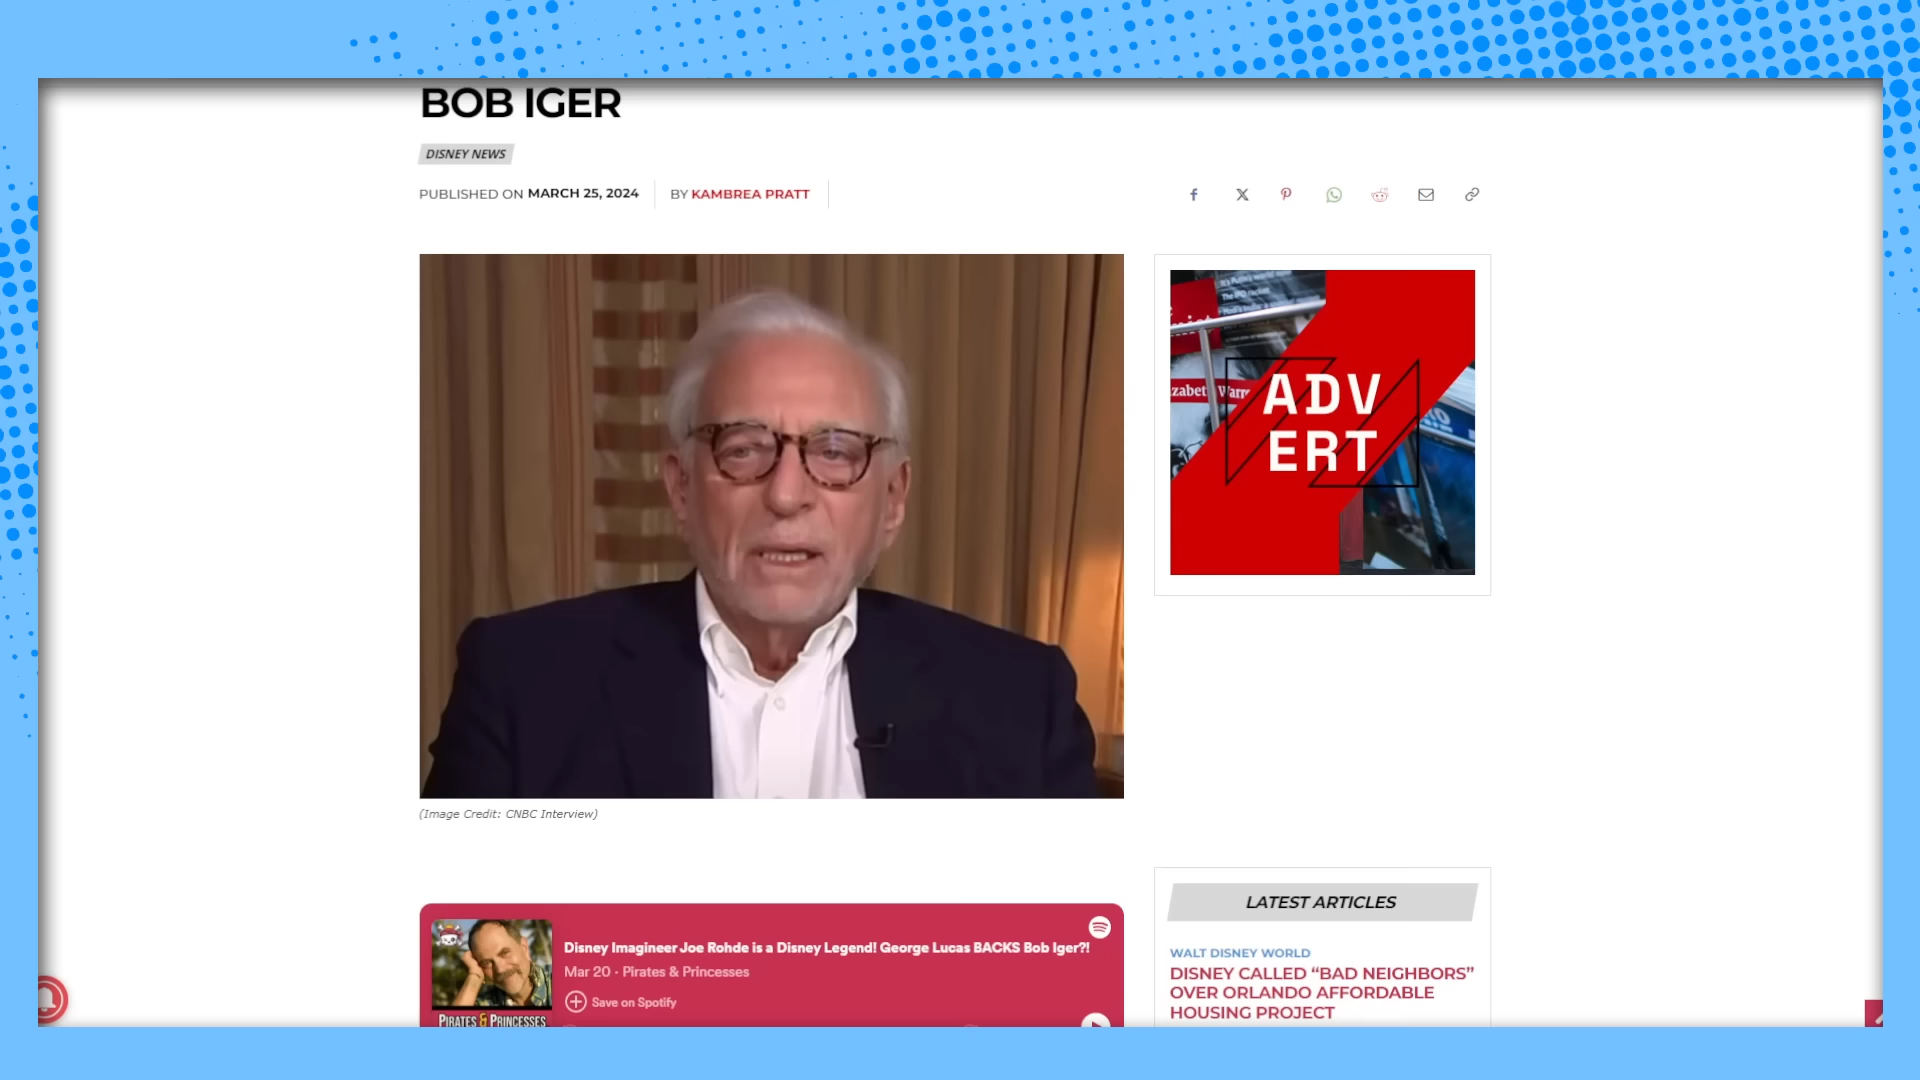 BOB IGER
DISNEY NEWS
PUBLISHED ON MARCH 25, 2024 BY KAMBREA PRATT
ADV
ERT
(Image Credit: CNBC Interview)
Disney Imagineer Joe Rohde is a Disney Legend! George Lucas BACKS Bob Iger?!
Mar 20 · Pirates & Princesses
Save on Spotify
PIRATES & PRINCESSES
LATEST ARTICLES
WALT DISNEY WORLD
DISNEY CALLED “BAD NEIGHBORS”
OVER ORLANDO AFFORDABLE
HOUSING PROJECT